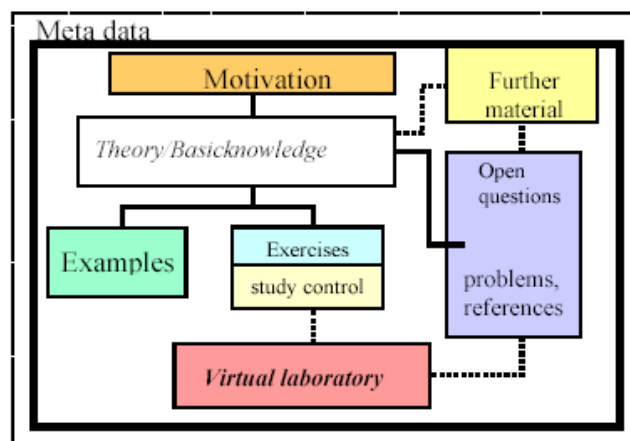 Meta data
Motivation
Further
material
Theory/Basicknowledge
Open
questions
problems,
references
Examples
Exercises
study control
Virtual laboratory